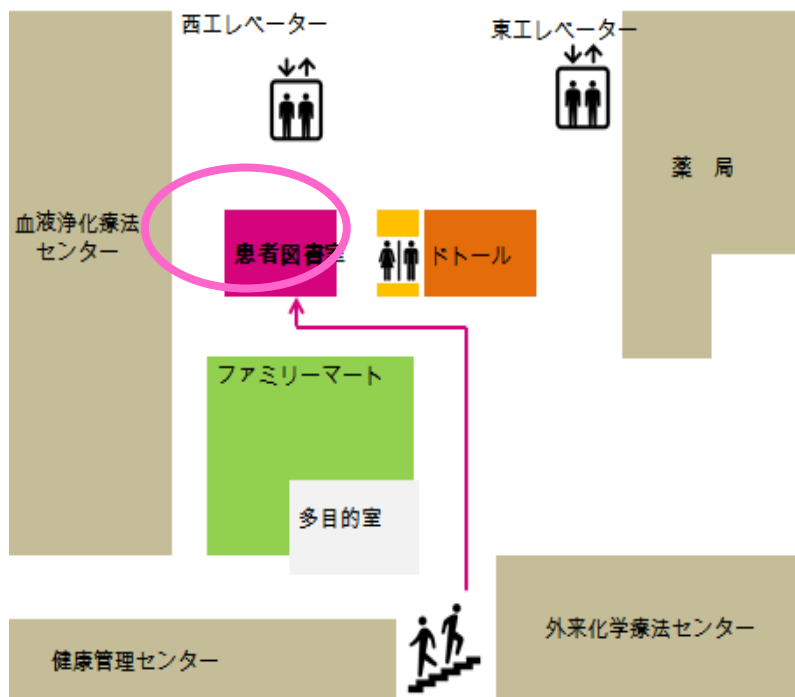 西エレベーター
東エレベーター
薬　局
血液浄化療法
センター
患者図書室
ドトール
ファミリーマート
多目的室
外来化学療法センター
健康管理センター